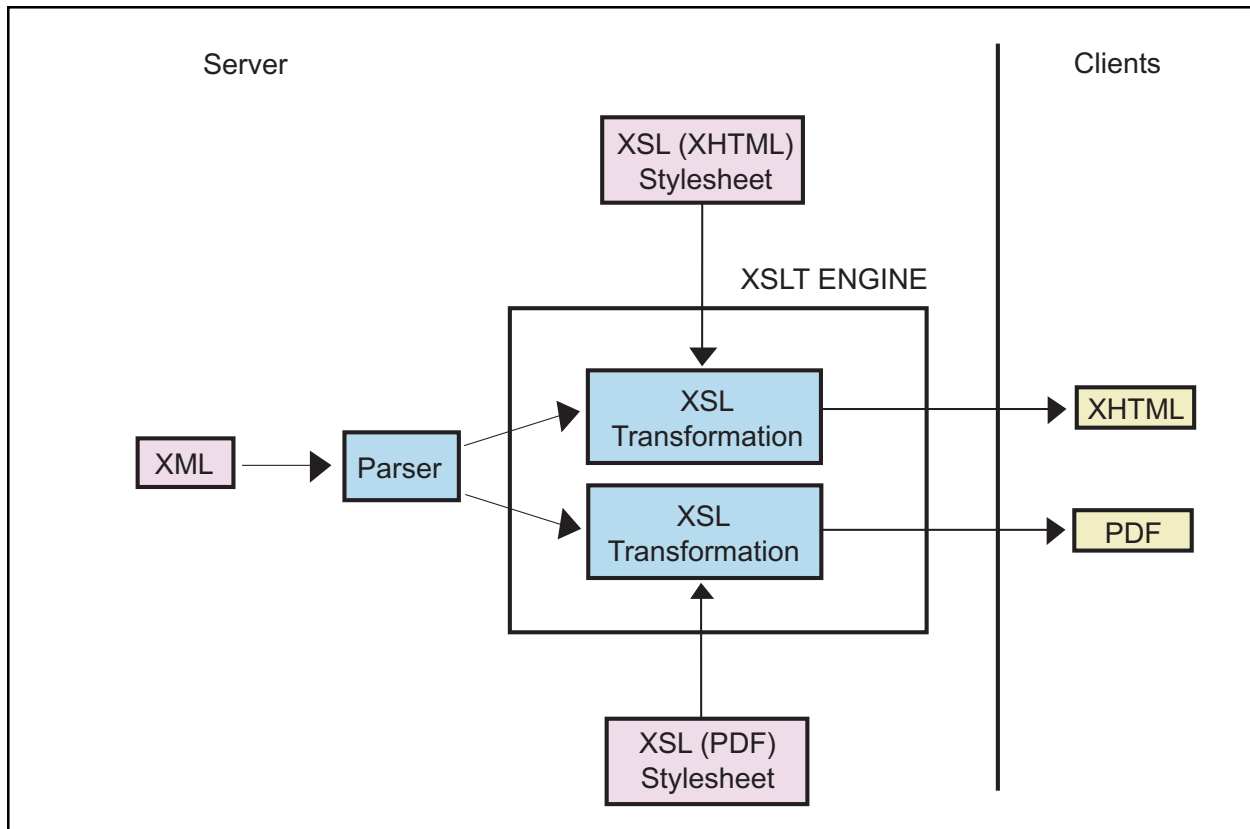 Server
Clients
XSL (XHTML)
Stylesheet
XSLT ENGINE
XSL
Transformation
XHTML
XML
Parser
XSL
Transformation
PDF
XSL (PDF)
Stylesheet